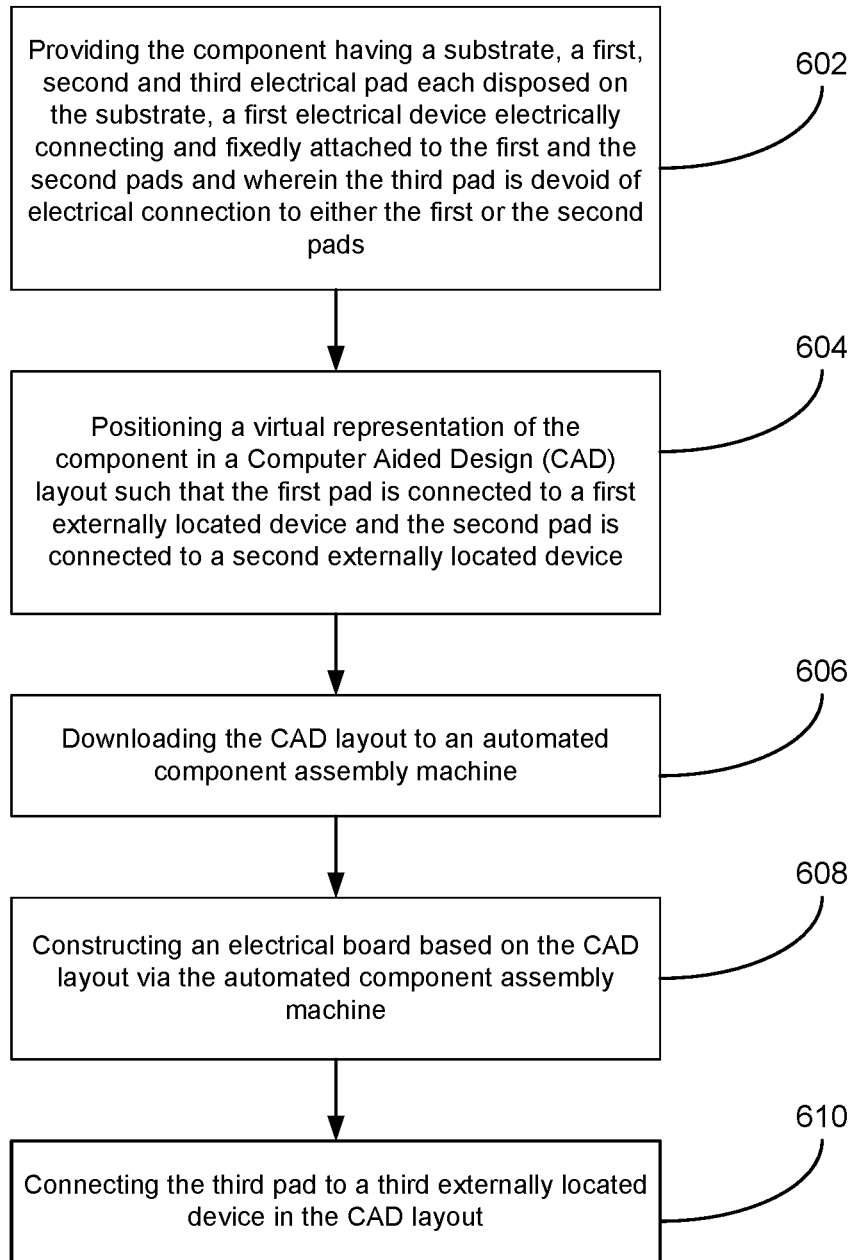 Providing the component having a substrate, a first,
second and third electrical pad each disposed on
the substrate, a first electrical device electrically
connecting and fixedly attached to the first and the
second pads and wherein the third pad is devoid of
electrical connection to either the first or the second
pads
602
Positioning a virtual representation of the
component in a Computer Aided Design (CAD)
layout such that the first pad is connected to a first
externally located device and the second pad is
connected to a second externally located device
604
Downloading the CAD layout to an automated
component assembly machine
606
Constructing an electrical board based on the CAD
layout via the automated component assembly
machine
608
Connecting the third pad to a third externally located
device in the CAD layout
610